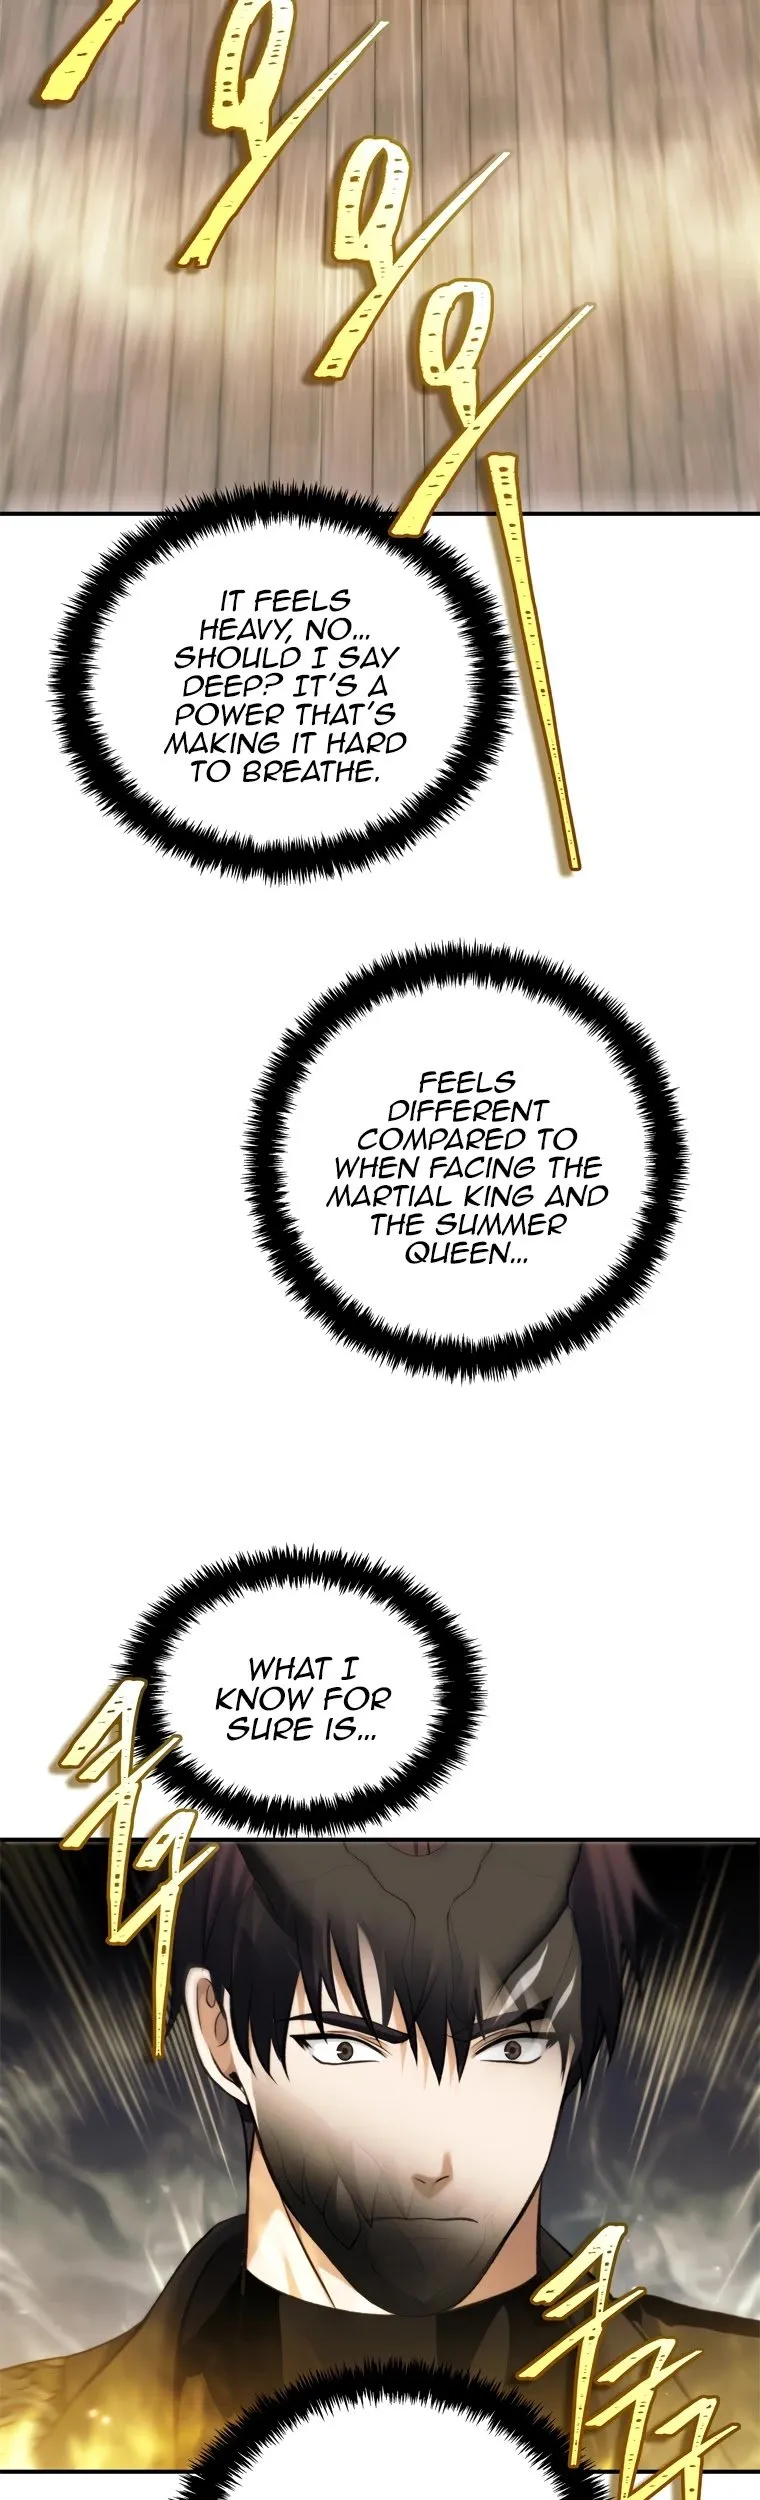 IT FEELS
HEAVY, NO...
SHOULD I SAY
DEEP? IT'S A
POWER THAT'S
MAKING IT HARD
TO BREATHE.
FEELS
DIFFERENT
COMPARED TO
WHEN FACING THE
MARTIAL KING AND
THE SUMMER
QUEEN...
WHAT I
KNOW FOR
SURE IS...